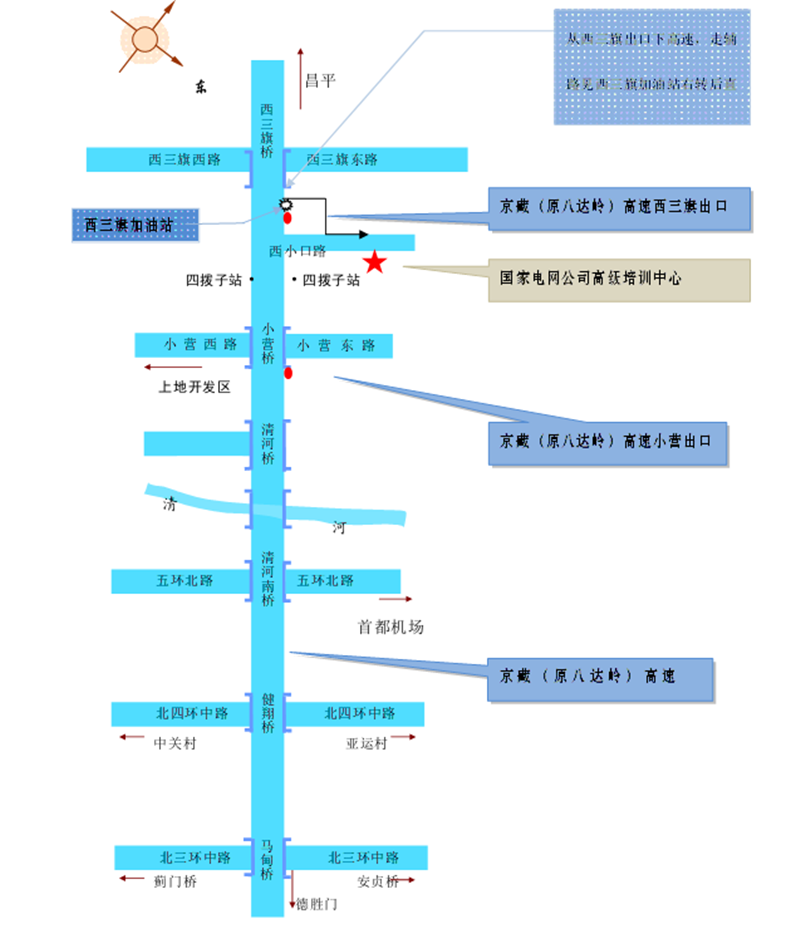 从西三旗出口下高速，走辅
路见西三旗加油站右转后直
东
昌平
西三旗桥
西三旗西路
西三旗东路
京藏（原八达岭）高速西三旗出口
西三旗加油站
西小口路
国家电网公司高级培训中心
四拨子站
四拨子站
小营桥
小营西路
小营东路
上地开发区
清河桥
京藏（原八达岭）高速小营出口
清
河
清河南桥
五环北路
五环北路
首都机场
京藏（原八达岭）高速
健翔桥
北四环中路
北四环中路
中关村
亚运村
马甸桥
北三环中路
北三环中路
蓟门桥
安贞桥
德胜门